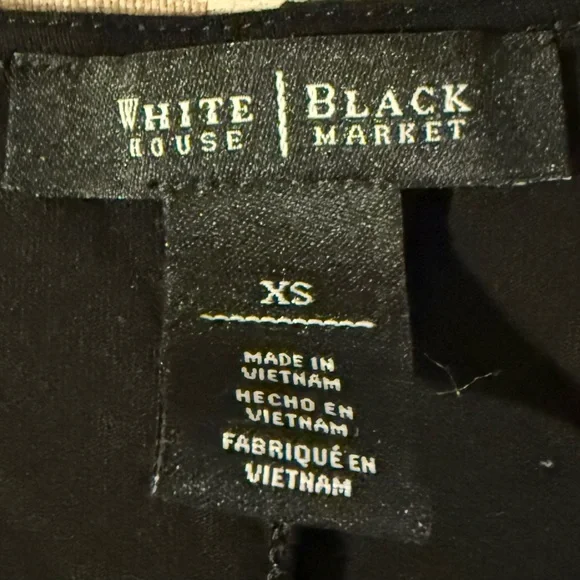 WHITE | BLACK
HOUSE | MARKET
XS
MADE IN
VIETNAM
HECHO EN
VIETNAM
FABRIQUÉ EN
VIETNAM